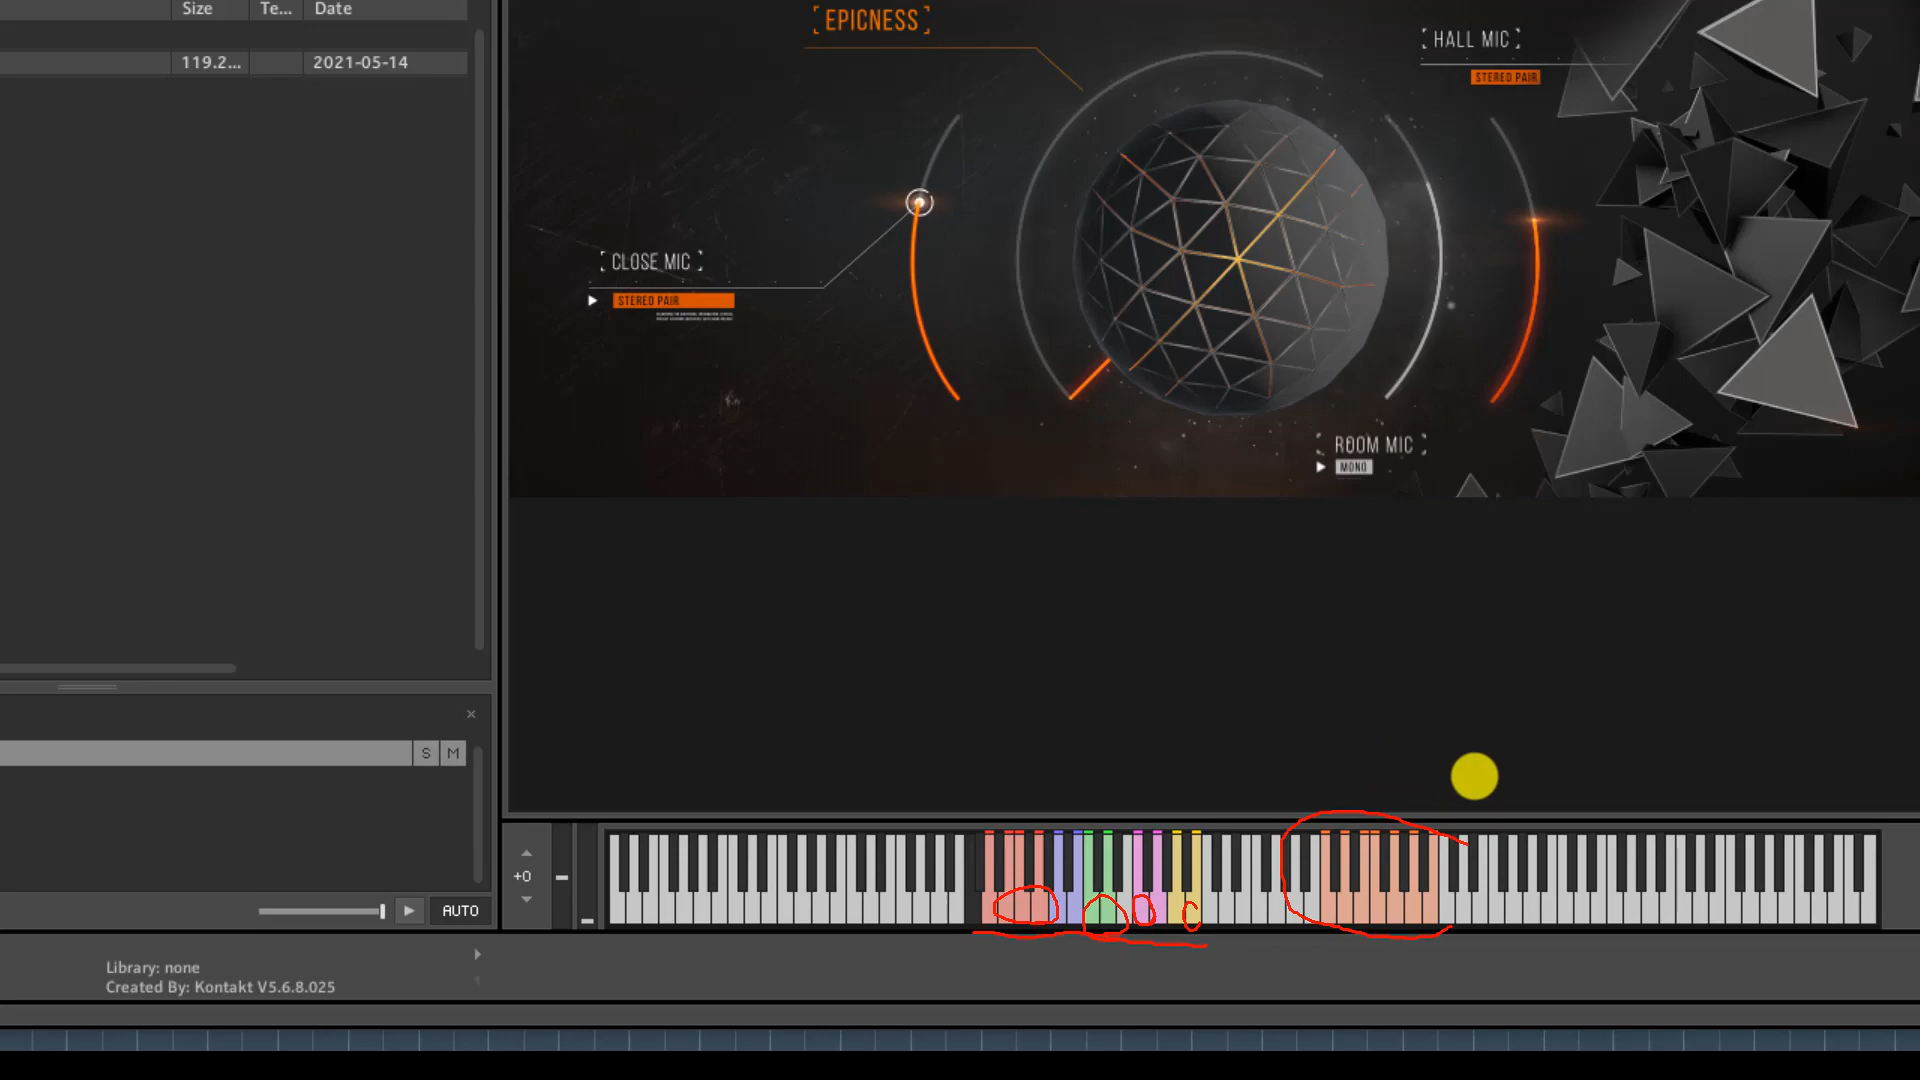 Size Te... Date
119.2... 2021-05-14
EPICNESS
HALL MIC
STEREO PAIR
CLOSE MIC
STEREO PAIR
ROOM MIC
MONO
S M
+0
AUTO
Library: none
Created By: Kontakt V5.6.8.025